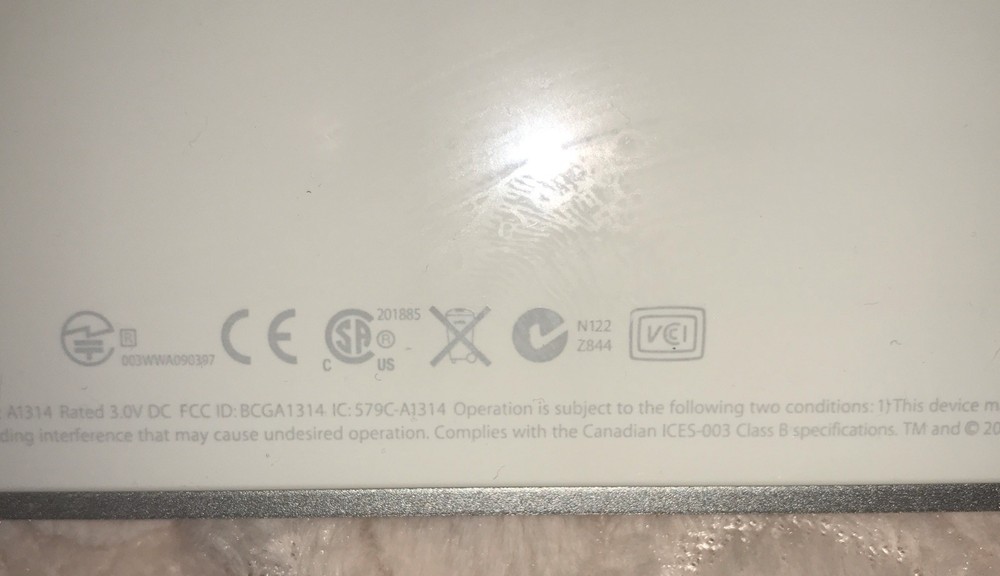 R
003WWA090397
CE
SP
201885
®
C US
N122
Z844
VCI
A1314 Rated 3.0V DC FCC ID: BCGA1314 IC: 579C-A1314 Operation is subject to the following two conditions: 1) This device m
ding interference that may cause undesired operation. Complies with the Canadian ICES-003 Class B specifications. TM and © 20